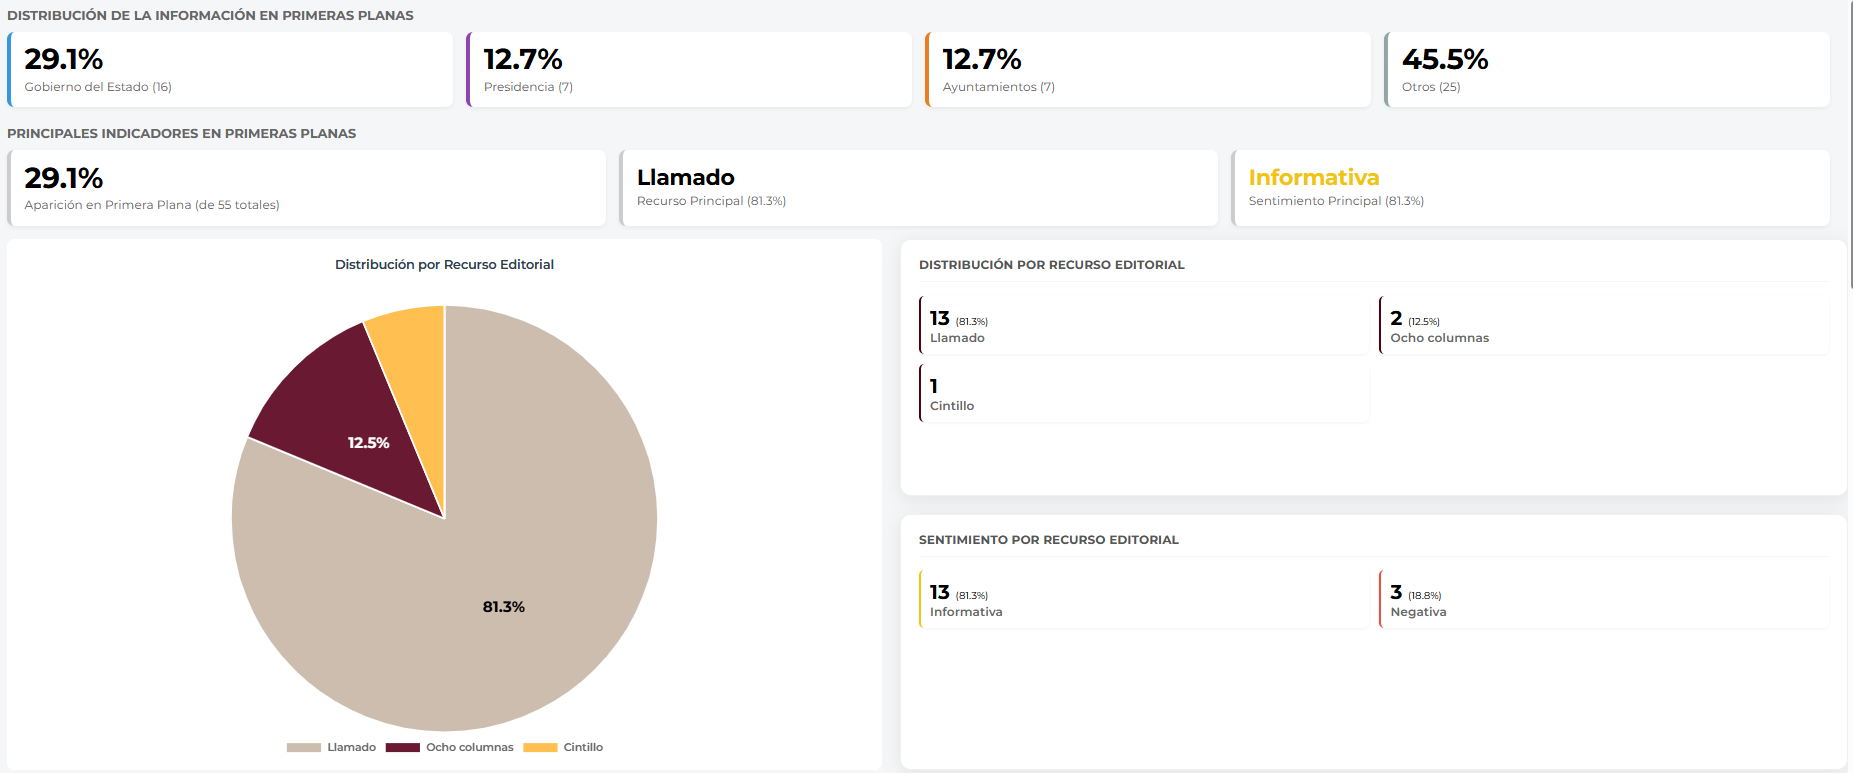 DISTRIBUCIÓN DE LA INFORMACIÓN EN PRIMERAS PLANAS
29.1%
Gobierno del Estado (16)
12.7%
Presidencia (7)
12.7%
Ayuntamientos (7)
45.5%
Otros (25)
PRINCIPALES INDICADORES EN PRIMERAS PLANAS
29.1%
Aparición en Primera Plana (de 55 totales)
Llamado
Recurso Principal (81.3%)
Informativa
Sentimiento Principal (81.3%)
Distribución por Recurso Editorial
12.5%
81.3%
Llamado
Ocho columnas
Cintillo
DISTRIBUCIÓN POR RECURSO EDITORIAL
13 (81.3%)
Llamado
2 (12.5%)
Ocho columnas
1
Cintillo
SENTIMIENTO POR RECURSO EDITORIAL
13 (81.3%)
Informativa
3 (18.8%)
Negativa